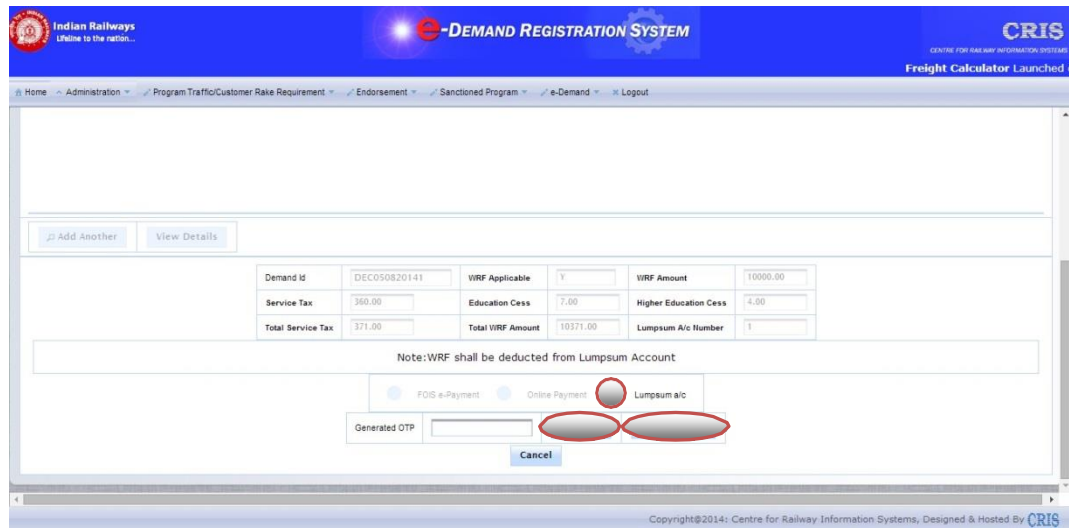 Indian Railways
Lifeline to the nation...
e-DEMAND REGISTRATION SYSTEM
CRIS
CENTRE FOR RAILWAY INFORMATION SYSTEMS
Freight Calculator Launched
Home Administration Program Traffic/Customer Rake Requirement Endorsement Sanctioned Program e-Demand x Logout
Add Another View Details
Demand Id DEC050820141 WRF Applicable Y WRF Amount 10000.00
Service Tax 360.00 Education Cess 7.00 Higher Education Cess 4.00
Total Service Tax 371.00 Total WRF Amount 10371.00 Lumpsum A/c Number 1
Note:WRF shall be deducted from Lumpsum Account
FOIS e-Payment Online Payment Lumpsum a/c
Generated OTP
Cancel
Copyright@2014: Centre for Railway Information Systems, Designed & Hosted By CRIS